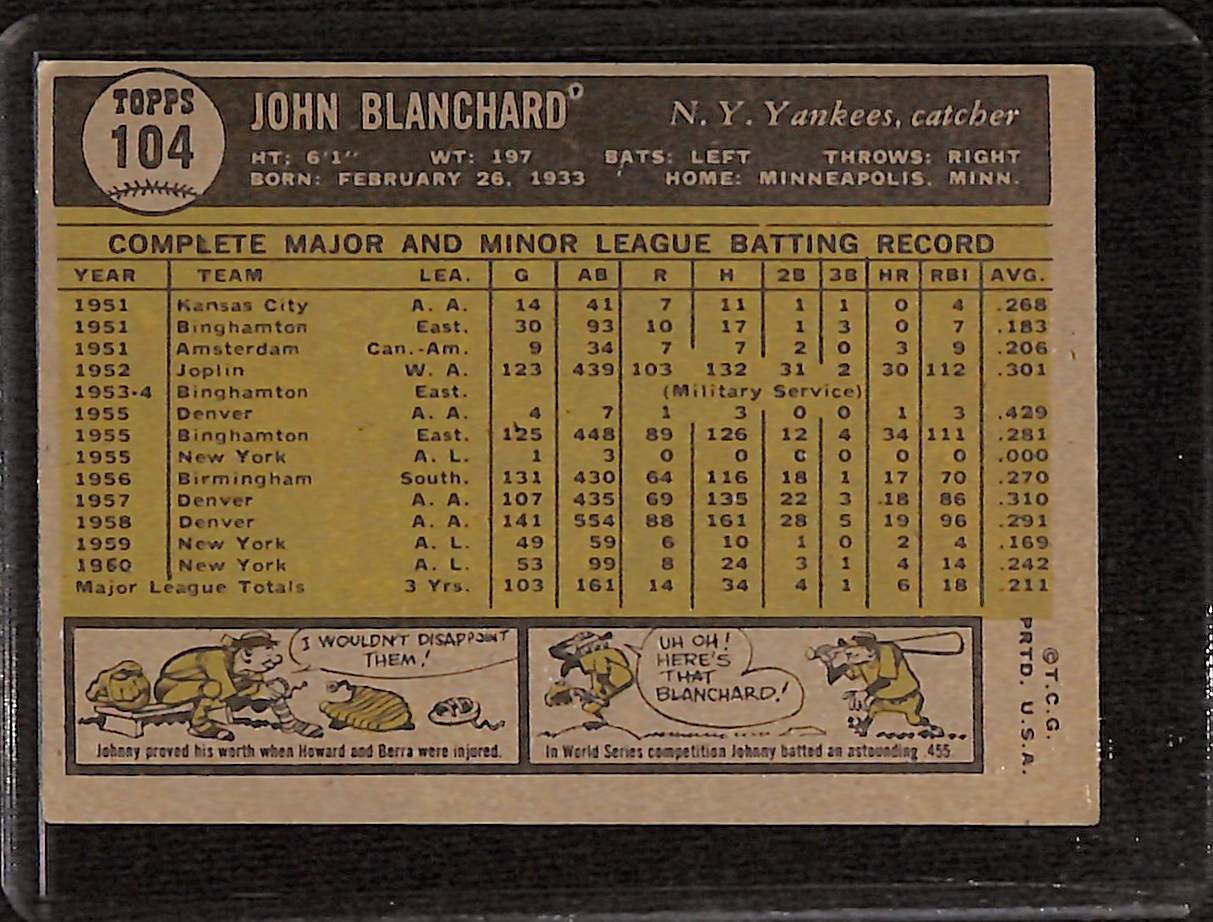 TOPPS
104
JOHN BLANCHARD
N. Y. Yankees, catcher
HT: 6'1" WT: 197 BATS: LEFT THROWS: RIGHT
BORN: FEBRUARY 26, 1933 HOME: MINNEAPOLIS, MINN.
COMPLETE MAJOR AND MINOR LEAGUE BATTING RECORD
YEAR TEAM LEA. G AB R H 2B 3B HR RBI AVG.
1951 Kansas City A. A. 14 41 7 11 1 1 0 4 .268
1951 Binghamton East. 30 93 10 17 1 3 0 7 .183
1951 Amsterdam Can.-Am. 9 34 7 7 2 0 3 9 .206
1952 Joplin W. A. 123 439 103 132 31 2 30 112 .301
1953-4 Binghamton East. (Military Service)
1955 Denver A. A. 4 7 1 3 0 0 1 3 .429
1955 Binghamton East. 125 448 89 126 12 4 34 111 .281
1955 New York A. L. 1 3 0 0 0 0 0 0 .000
1956 Birmingham South. 131 430 64 116 18 1 17 70 .270
1957 Denver A. A. 107 435 69 135 22 3 18 86 .310
1958 Denver A. A. 141 554 88 161 28 5 19 96 .291
1959 New York A. L. 49 59 6 10 1 0 2 4 .169
1960 New York A. L. 53 99 8 24 3 1 4 14 .242
Major League Totals 3 Yrs. 103 161 14 34 4 1 6 18 .211
I WOULDN'T DISAPPOINT
THEM!
Johnny proved his worth when Howard and Berra were injured.
UH OH!
HERE'S
THAT
BLANCHARD!
In World Series competition Johnny batted an astounding .455.
©T.C.G.
PRTD. U.S.A.